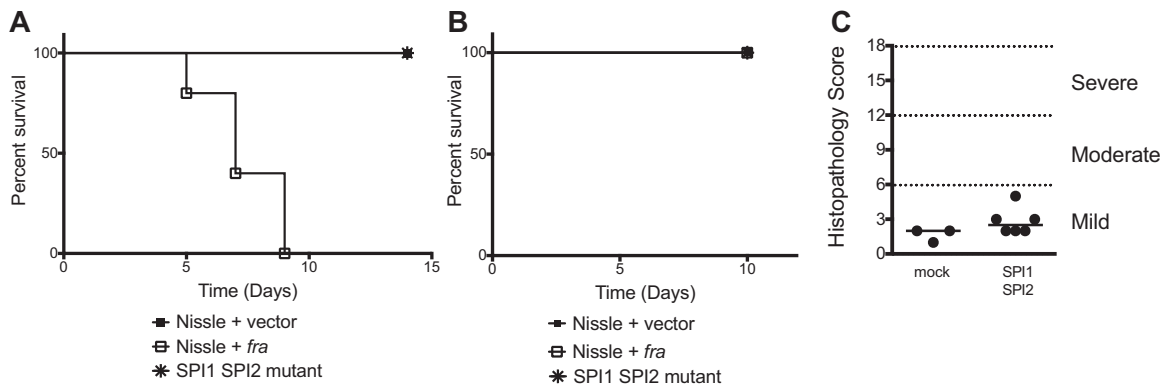 A
Percent survival
100
50
0
0 5 10 15
Time (Days)
Nissle + vector
Nissle + fra
SPI1 SPI2 mutant
B
Percent survival
100
50
0
0 5 10
Time (Days)
Nissle + vector
Nissle + fra
SPI1 SPI2 mutant
C
Histopathology Score
18
15
12
9
6
3
0
Severe
Moderate
Mild
mock
SPI1
SPI2